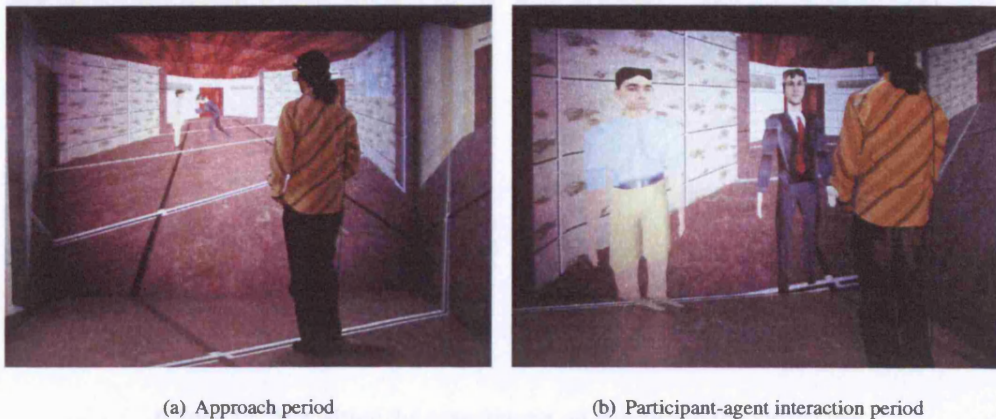 (a) Approach period
(b) Participant-agent interaction period